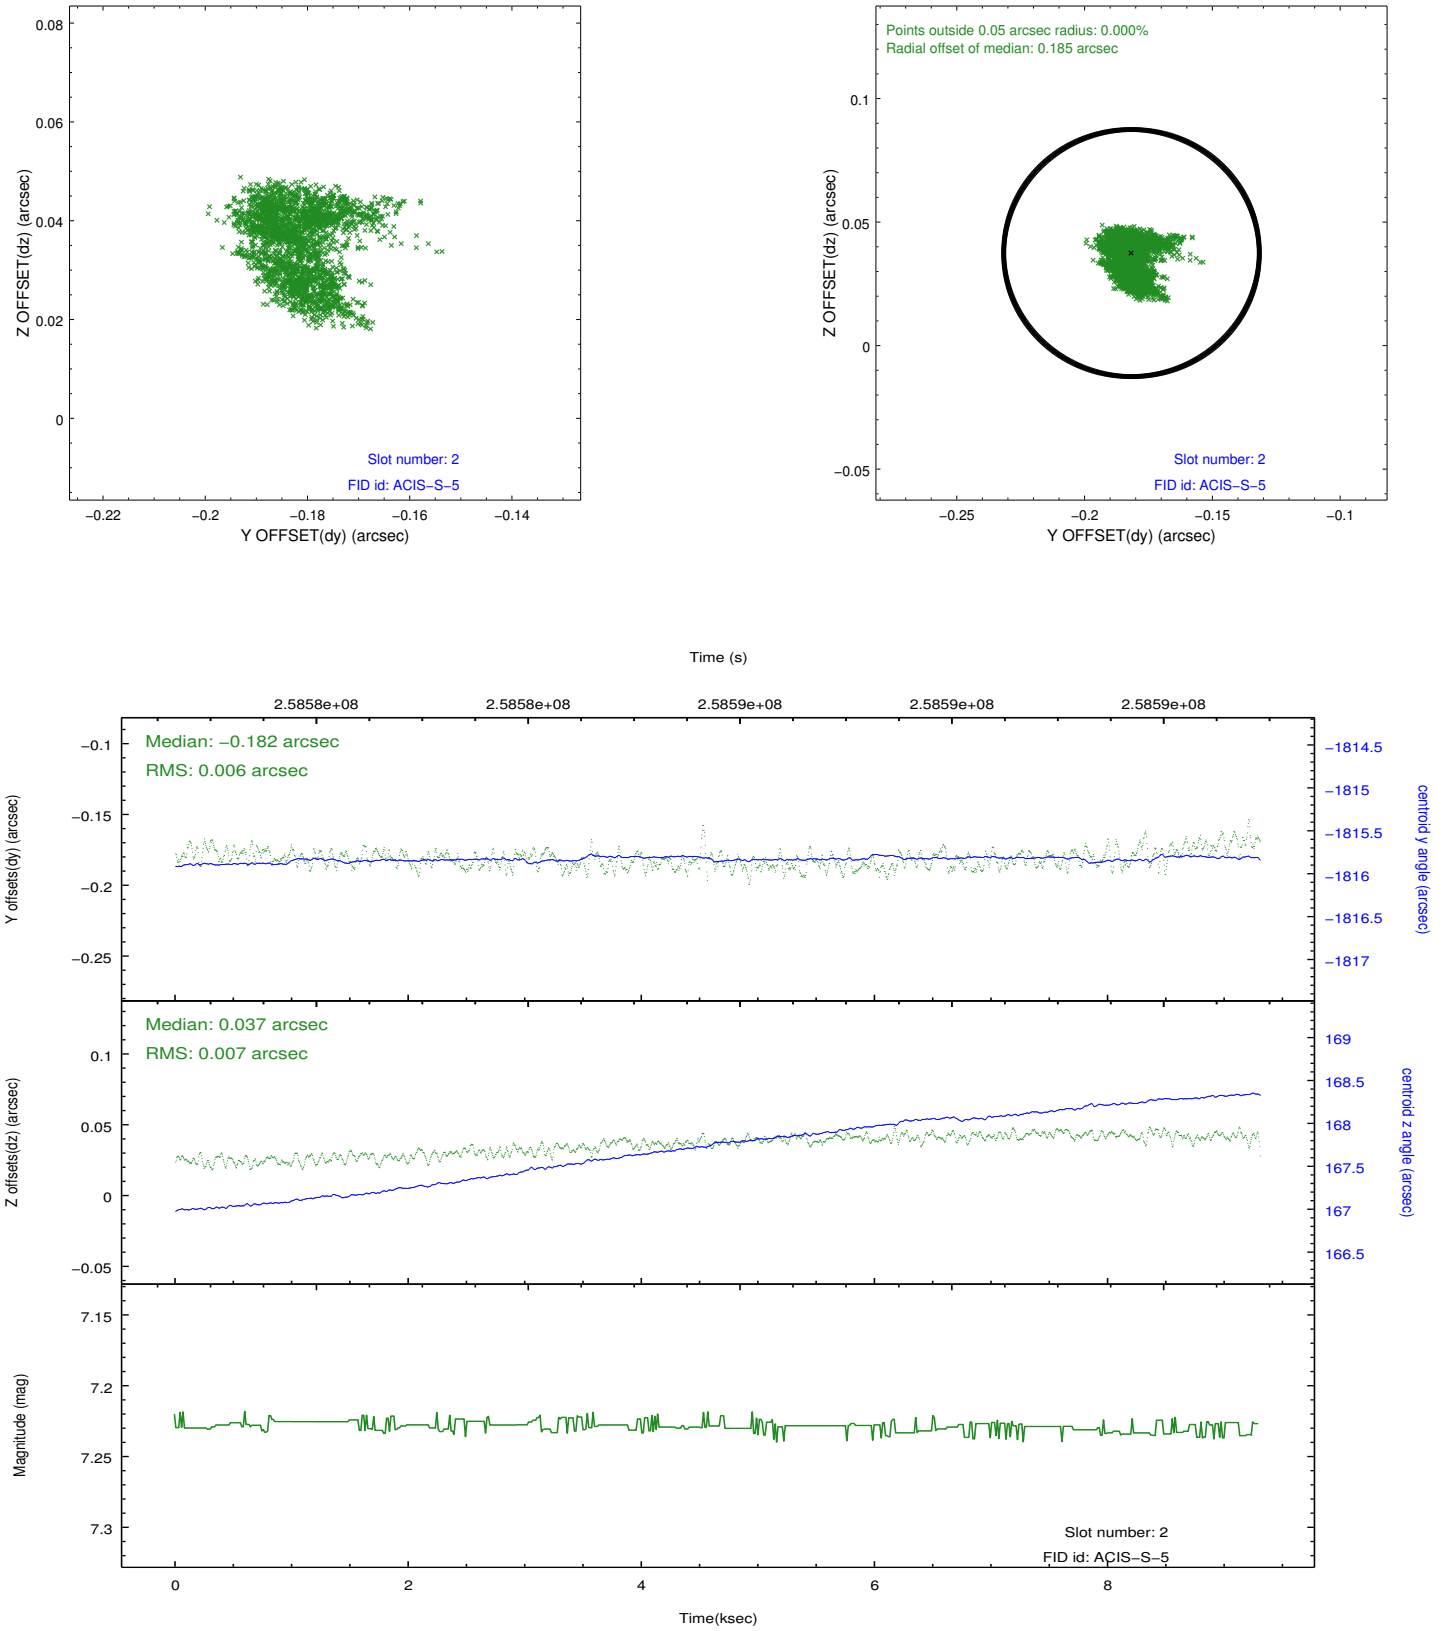 0.08
0.06
0.04
0.02
0
Z OFFSET(dz) (arcsec)
Slot number: 2
FID id: ACIS−S−5
−0.22
−0.2
−0.18
−0.16
−0.14
Y OFFSET(dy) (arcsec)
Points outside 0.05 arcsec radius: 0.000%
Radial offset of median: 0.185 arcsec
0.1
0.05
0
−0.05
Z OFFSET(dz) (arcsec)
Slot number: 2
FID id: ACIS−S−5
−0.25
−0.2
−0.15
−0.1
Y OFFSET(dy) (arcsec)
Time (s)
2.5858e+08
2.5858e+08
2.5859e+08
2.5859e+08
2.5859e+08
Median: −0.182 arcsec
RMS: 0.006 arcsec
−0.1
−0.15
−0.2
−0.25
Y offsets(dy) (arcsec)
−1814.5
−1815
−1815.5
−1816
−1816.5
−1817
centroid y angle (arcsec)
Median: 0.037 arcsec
RMS: 0.007 arcsec
0.1
0.05
0
−0.05
Z offsets(dz) (arcsec)
169
168.5
168
167.5
167
166.5
centroid z angle (arcsec)
7.15
7.2
7.25
7.3
Magnitude (mag)
Slot number: 2
FID id: ACIS−S−5
0
2
4
6
8
Time(ksec)